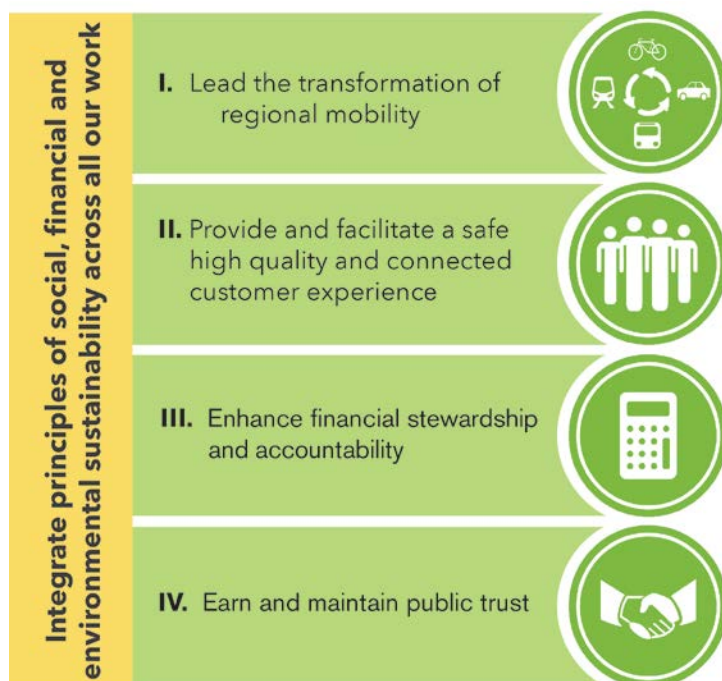 Integrate principles of social, financial and
environmental sustainability across all our work
I. Lead the transformation of
regional mobility
II. Provide and facilitate a safe
high quality and connected
customer experience
III. Enhance financial stewardship
and accountability
IV. Earn and maintain public trust